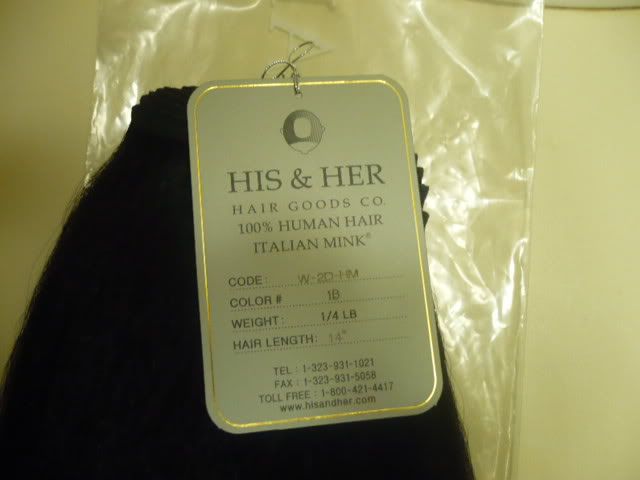 HIS & HER
HAIR GOODS CO.
100% HUMAN HAIR
ITALIAN MINK®
CODE: W-2D-HM
COLOR # 1B
WEIGHT: 1/4 LB
HAIR LENGTH: 14"
TEL : 1-323-931-1021
FAX : 1-323-931-5058
TOLL FREE : 1-800-421-4417
www.hisandher.com